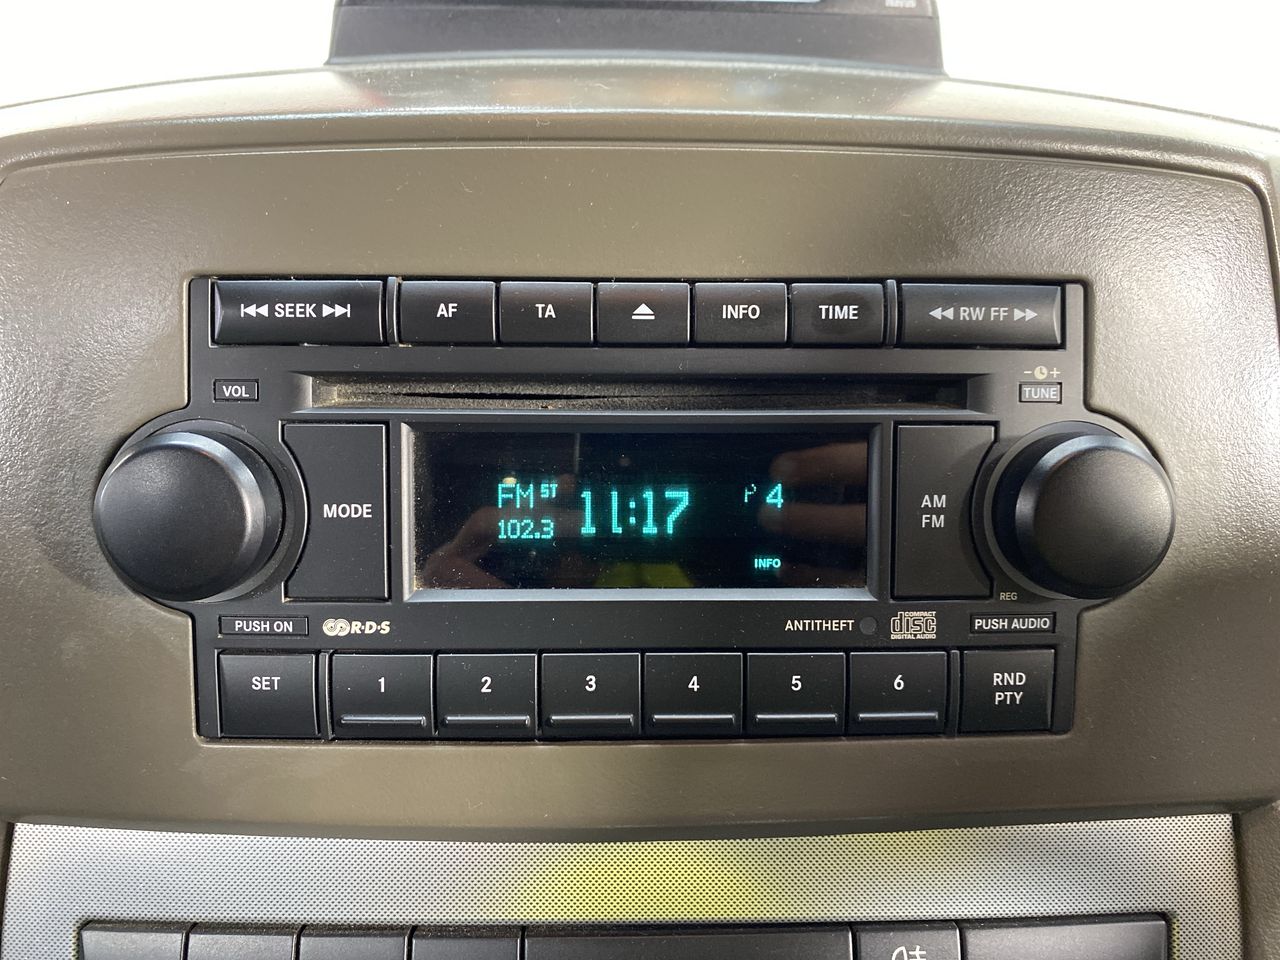 SEEK
AF
TA
INFO
TIME
RW FF
VOL
- +
TUNE
MODE
FM ST
102.3
11:17
P 4
INFO
AM
FM
REG
PUSH ON
R·D·S
ANTITHEFT
COMPACT
disc
DIGITAL AUDIO
PUSH AUDIO
SET
1
2
3
4
5
6
RND
PTY